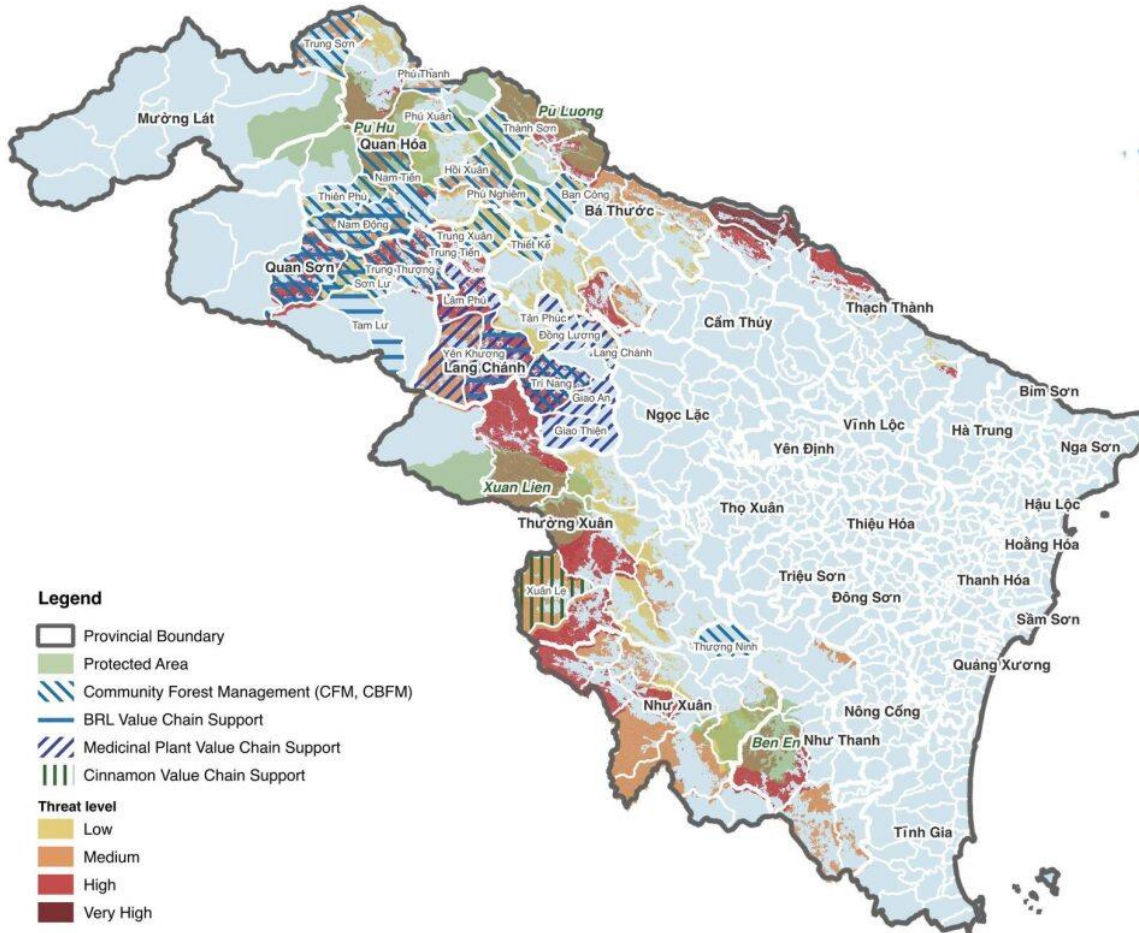 Trung Sơn
Phú Thanh
Mường Lát
Pu Hu
Phú Xuân
Pù Luong
Quan Hóa
Thành Sơn
Hồi Xuân
Nam Tiến
Thiên Phủ
Phú Nghiêm
Ban Công
Bá Thước
Nam Động
Trung Xuân
Thiết Kế
Trung Tiến
Quan Sơn
Trung Thượng
Sơn Lư
Lâm Phú
Tam Lư
Tân Phúc
Đồng Lương
Cẩm Thủy
Thạch Thành
Yên Khương
Lang Chánh
Lang Chánh
Trí Nang
Giao An
Giao Thiện
Ngọc Lặc
Bỉm Sơn
Vĩnh Lộc
Hà Trung
Yên Định
Nga Sơn
Xuan Lien
Thường Xuân
Thọ Xuân
Thiệu Hóa
Hậu Lộc
Hoằng Hóa
Triệu Sơn
Đông Sơn
Thanh Hóa
Xuân Lẹ
Sầm Sơn
Thượng Ninh
Quảng Xương
Như Xuân
Nông Cống
Ben En
Như Thanh
Tĩnh Gia
Legend
Provincial Boundary
Protected Area
Community Forest Management (CFM, CBFM)
BRL Value Chain Support
Medicinal Plant Value Chain Support
Cinnamon Value Chain Support
Threat level
Low
Medium
High
Very High